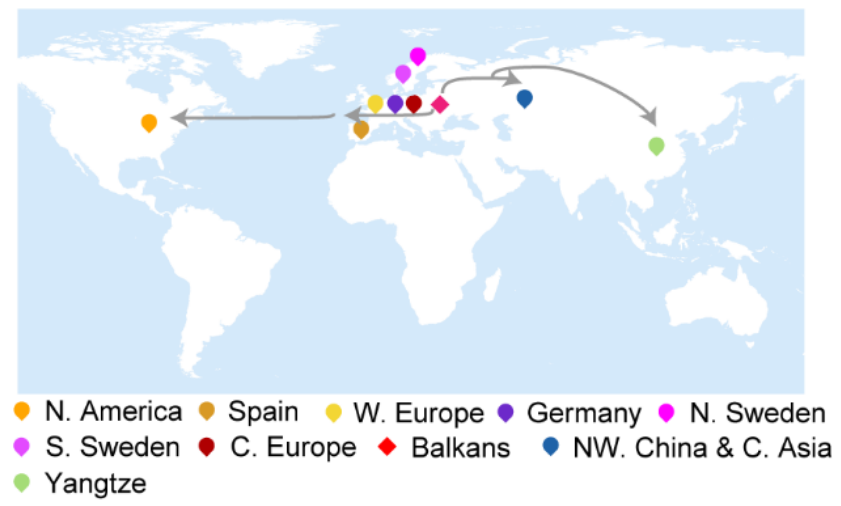 N. America Spain W. Europe Germany N. Sweden
S. Sweden C. Europe Balkans NW. China & C. Asia
Yangtze